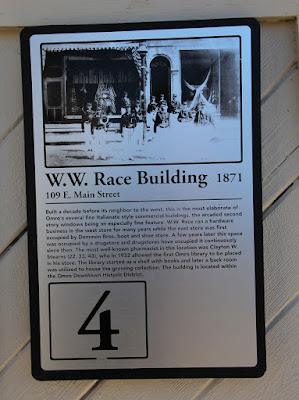 W.W. Race Building 1871
109 E. Main Street
Built a decade before its neighbor to the west, this is the most elaborate of
Omro's several fine Italianate style commercial buildings, the arcaded second
story windows being an especially fine feature. W.W. Race ran a hardware
business in the west store for many years while the east store was first
occupied by Demmon Bros. boot and shoe store. A few years later this space
was occupied by a drugstore and drugstores have occupied it continuously
since then. The most well-known pharmacist in this location was Clayton W.
Stearns (22, 32, 43), who in 1932 allowed the first Omro library to be placed
in his store. The library started as a shelf with books and later a back room
was utilized to house the growing collection. The building is located within
the Omro Downtown Historic District.
4